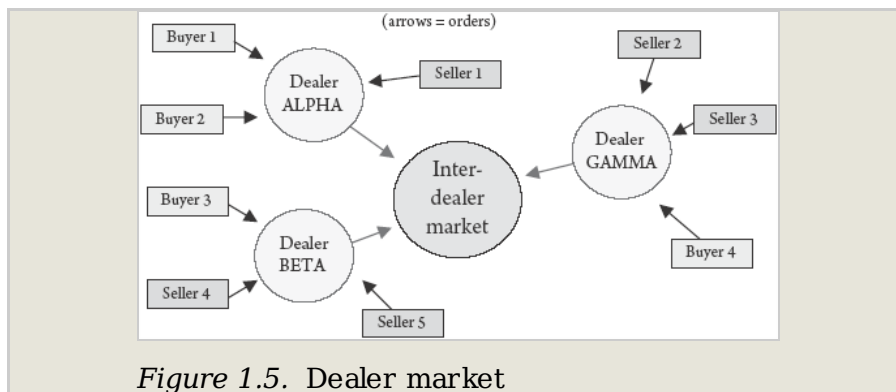 (arrows = orders)
Buyer 1
Dealer
ALPHA
Seller 1
Buyer 2
Seller 2
Seller 3
Dealer
GAMMA
Buyer 4
Inter-
dealer
market
Buyer 3
Dealer
BETA
Seller 4
Seller 5
Figure 1.5. Dealer market